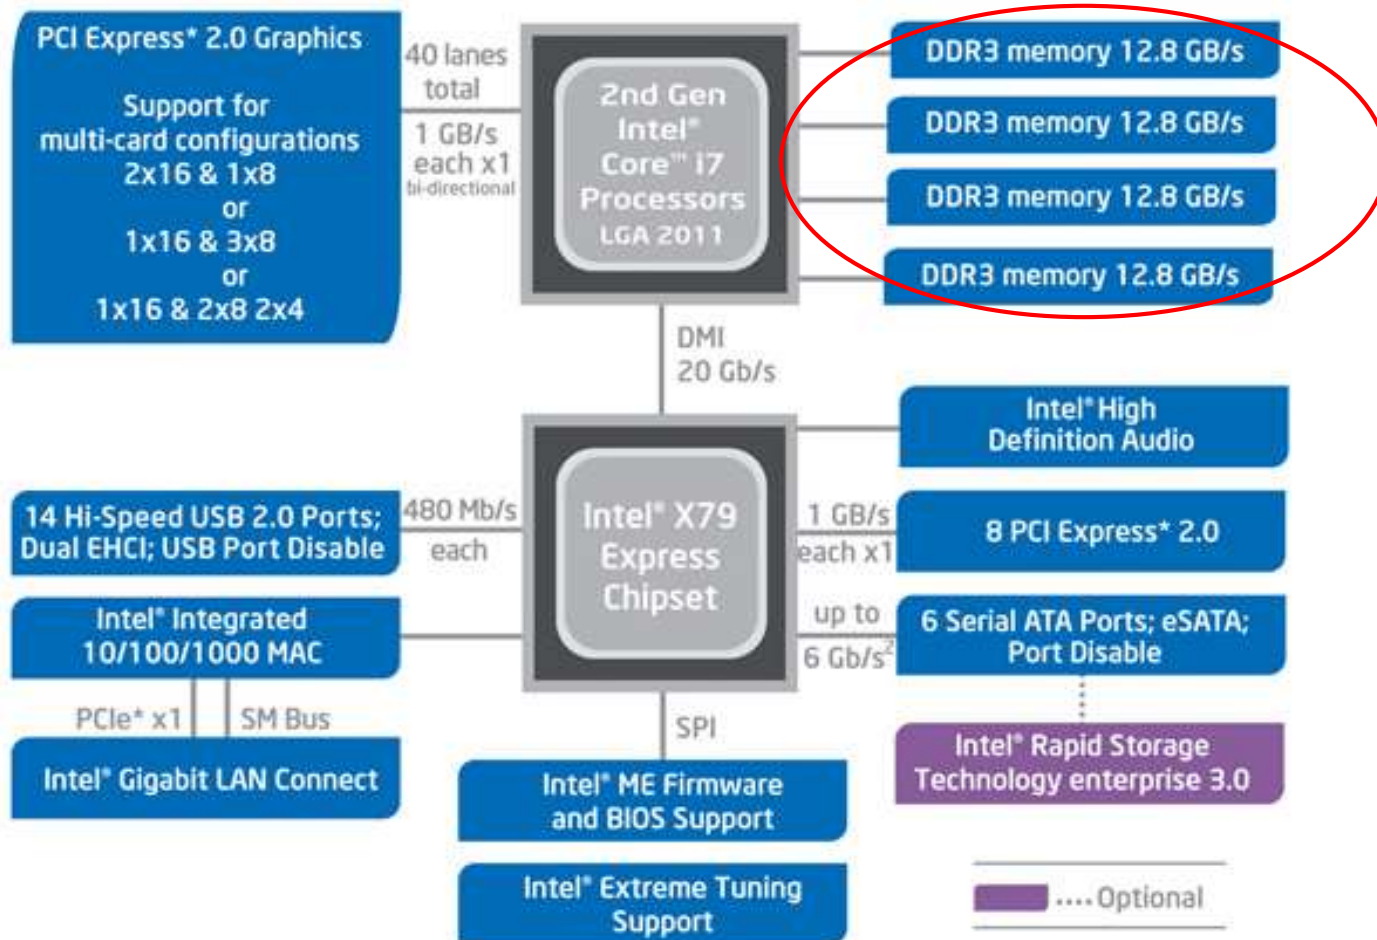 PCI Express* 2.0 Graphics
Support for
multi-card configurations
2x16 & 1x8
or
1x16 & 3x8
or
1x16 & 2x8 2x4
40 lanes
total
1 GB/s
each x1
bi-directional
2nd Gen
Intel®
Core™ i7
Processors
LGA 2011
DDR3 memory 12.8 GB/s
DDR3 memory 12.8 GB/s
DDR3 memory 12.8 GB/s
DDR3 memory 12.8 GB/s
DMI
20 Gb/s
Intel® High
Definition Audio
14 Hi-Speed USB 2.0 Ports;
Dual EHCI; USB Port Disable
480 Mb/s
each
Intel® X79
Express
Chipset
1 GB/s
each x1
8 PCI Express* 2.0
Intel® Integrated
10/100/1000 MAC
up to
6 Gb/s²
6 Serial ATA Ports; eSATA;
Port Disable
PCIe* x1
SM Bus
SPI
Intel® Gigabit LAN Connect
Intel® ME Firmware
and BIOS Support
Intel® Rapid Storage
Technology enterprise 3.0
Intel® Extreme Tuning
Support
Optional